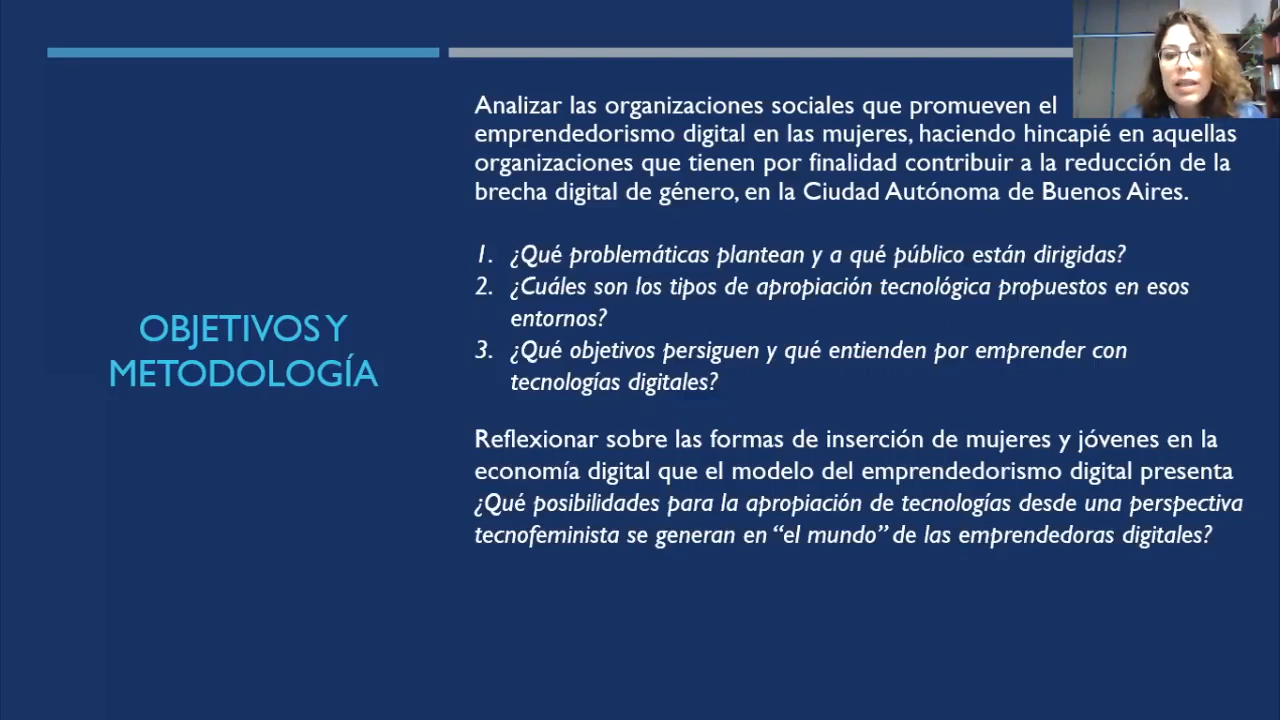 OBJETIVOS Y
METODOLOGÍA
Analizar las organizaciones sociales que promueven el
emprendedorismo digital en las mujeres, haciendo hincapié en aquellas
organizaciones que tienen por finalidad contribuir a la reducción de la
brecha digital de género, en la Ciudad Autónoma de Buenos Aires.
1. ¿Qué problemáticas plantean y a qué público están dirigidas?
2. ¿Cuáles son los tipos de apropiación tecnológica propuestos en esos
entornos?
3. ¿Qué objetivos persiguen y qué entienden por emprender con
tecnologías digitales?
Reflexionar sobre las formas de inserción de mujeres y jóvenes en la
economía digital que el modelo del emprendedorismo digital presenta
¿Qué posibilidades para la apropiación de tecnologías desde una perspectiva
tecnofeminista se generan en “el mundo” de las emprendedoras digitales?